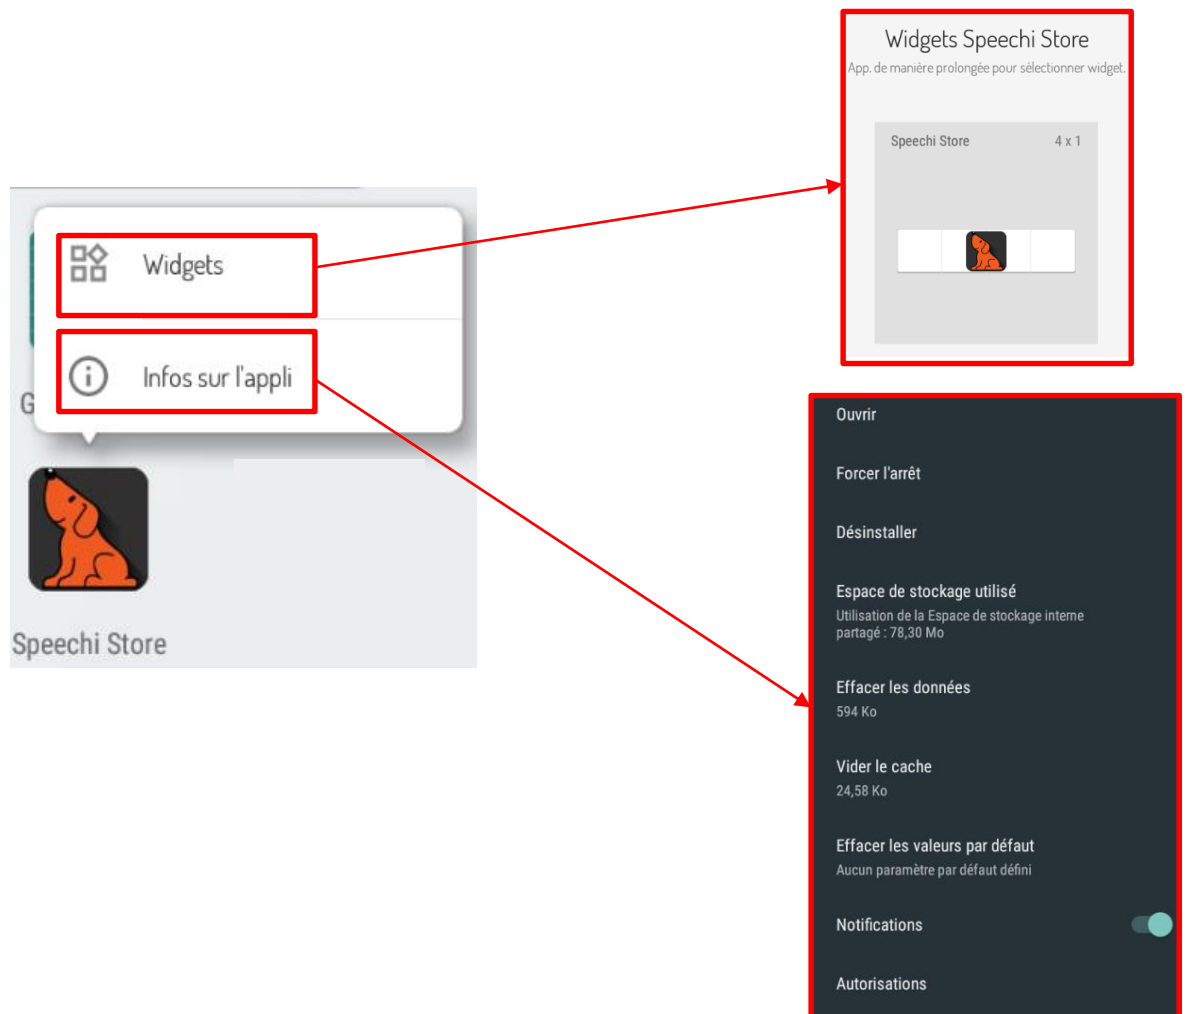 Widgets
Infos sur l'appli
G
Speechi Store
Widgets Speechi Store
App. de manière prolongée pour sélectionner widget.
Speechi Store 4 x 1
Ouvrir
Forcer l'arrêt
Désinstaller
Espace de stockage utilisé
Utilisation de la Espace de stockage interne
partagé : 78,30 Mo
Effacer les données
594 Ko
Vider le cache
24,58 Ko
Effacer les valeurs par défaut
Aucun paramètre par défaut défini
Notifications
Autorisations